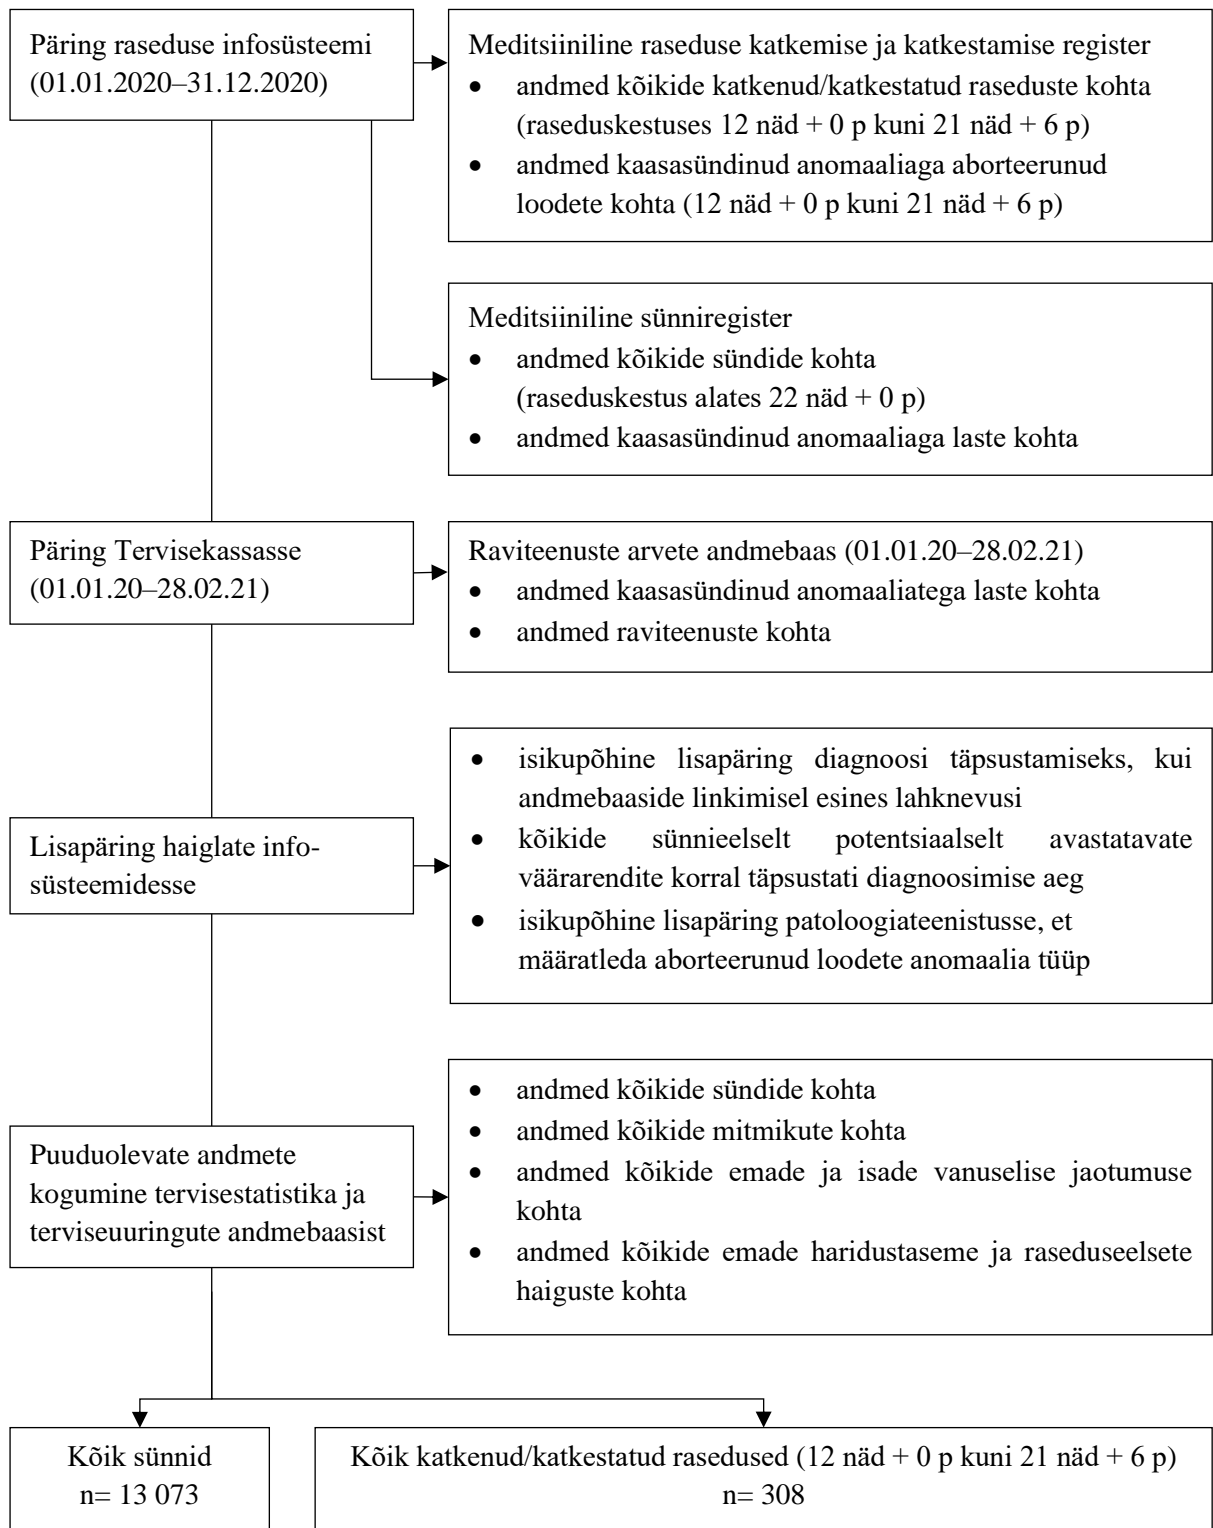 Päring raseduse infosüsteemi
(01.01.2020–31.12.2020)
Meditsiiniline raseduse katkemise ja katkestamise register
• andmed kõikide katkenud/katkestatud raseduste kohta
(raseduskestuses 12 näd + 0 p kuni 21 näd + 6 p)
• andmed kaasasündinud anomaaliaga aborteerunud
loodete kohta (12 näd + 0 p kuni 21 näd + 6 p)
Meditsiiniline sünniregister
• andmed kõikide sündide kohta
(raseduskestus alates 22 näd + 0 p)
• andmed kaasasündinud anomaaliaga laste kohta
Päring Tervisekassasse
(01.01.20–28.02.21)
Raviteenuste arvete andmebaas (01.01.20–28.02.21)
• andmed kaasasündinud anomaaliatega laste kohta
• andmed raviteenuste kohta
Lisapäring haiglate info-
süsteemidesse
• isikupõhine lisapäring diagnoosi täpsustamiseks, kui
andmebaaside linkimisel esines lahknevusi
• kõikide sünnieelselt potentsiaalselt avastatavate
väärarendite korral täpsustati diagnoosimise aeg
• isikupõhine lisapäring patoloogiateenistusse, et
määratleda aborteerunud loodete anomaalia tüüp
Puuduolevate andmete
kogumine tervisestatistika ja
terviseuuringute andmebaasist
• andmed kõikide sündide kohta
• andmed kõikide mitmikute kohta
• andmed kõikide emade ja isade vanuselise jaotumuse
kohta
• andmed kõikide emade haridustaseme ja raseduseelsete
haiguste kohta
Kõik sünnid
n= 13 073
Kõik katkenud/katkestatud rasedused (12 näd + 0 p kuni 21 näd + 6 p)
n= 308